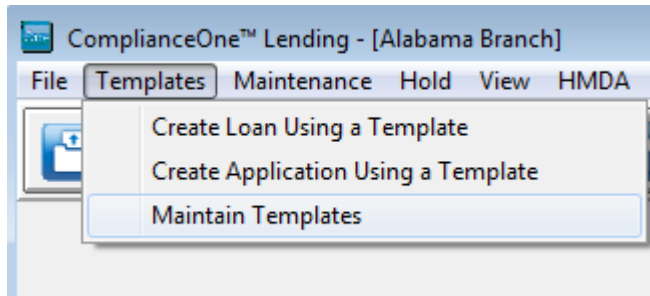 ComplianceOne™ Lending - [Alabama Branch]
File Templates Maintenance Hold View HMDA
Create Loan Using a Template
Create Application Using a Template
Maintain Templates